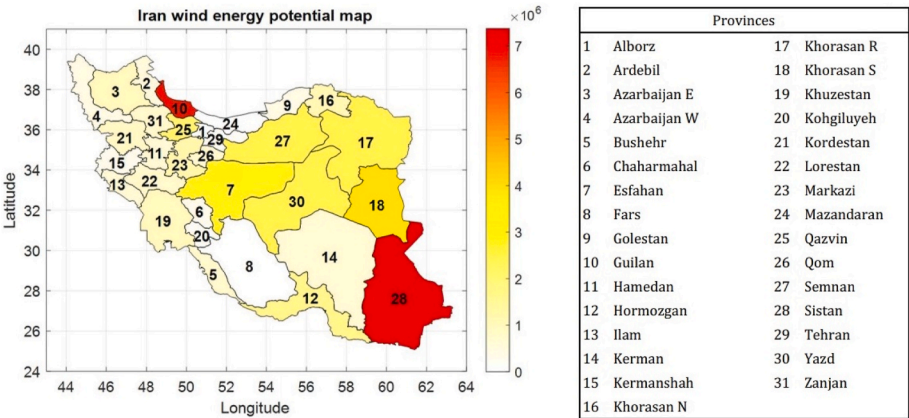 Iran wind energy potential map
×10⁶
40
38
36
34
32
30
28
26
24
Latitude
44 46 48 50 52 54 56 58 60 62 64
Longitude
7
6
5
4
3
2
1
0
2
3
10
16
9
4
31
24
1
25
29
27
17
21
11
26
15
23
13
22
7
18
30
6
19
20
14
8
5
12
28
Provinces
1 Alborz 17 Khorasan R
2 Ardebil 18 Khorasan S
3 Azarbaijan E 19 Khuzestan
4 Azarbaijan W 20 Kohgiluyeh
5 Bushehr 21 Kordestan
6 Chaharmahal 22 Lorestan
7 Esfahan 23 Markazi
8 Fars 24 Mazandaran
9 Golestan 25 Qazvin
10 Guilan 26 Qom
11 Hamedan 27 Semnan
12 Hormozgan 28 Sistan
13 Ilam 29 Tehran
14 Kerman 30 Yazd
15 Kermanshah 31 Zanjan
16 Khorasan N